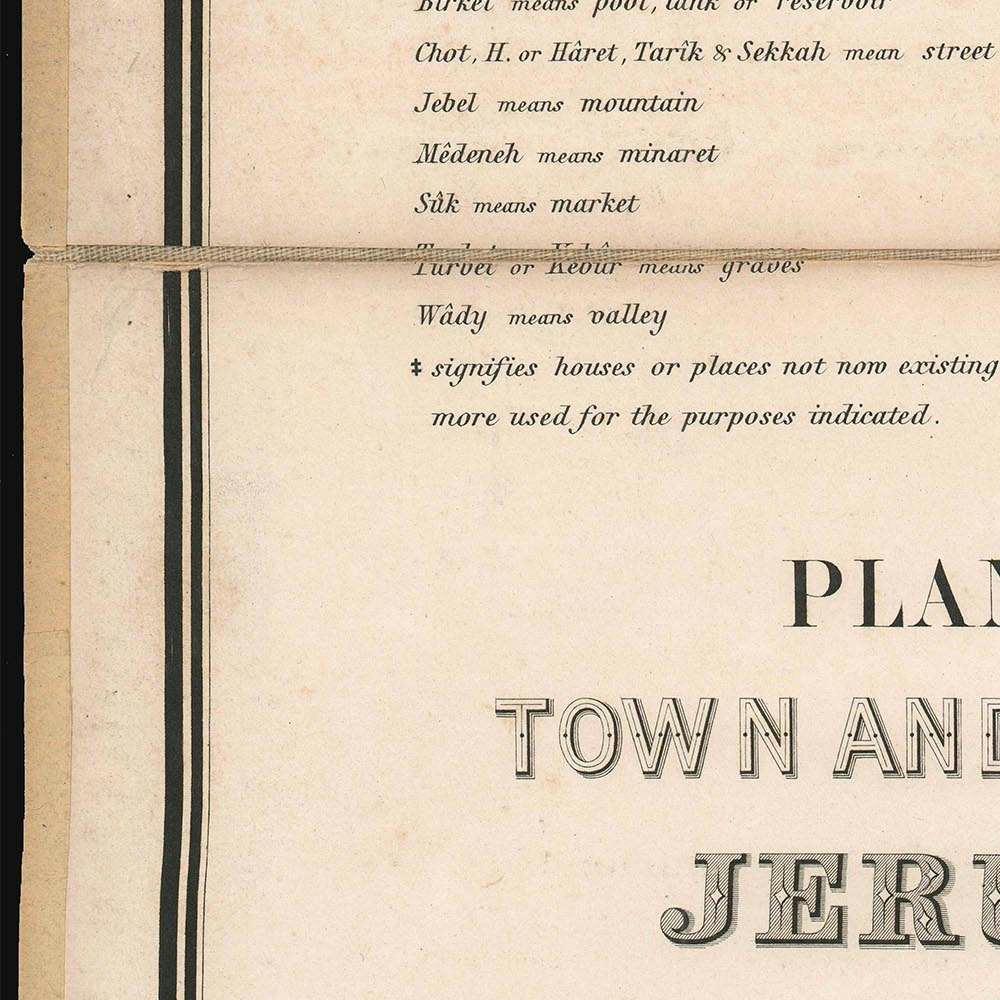 Birket means pool, tank or reservoir
Chot, H. or Hâret, Tarîk & Sekkah mean street
Jebel means mountain
Mêdeneh means minaret
Sûk means market
Turbet or Kebûr means graves
Wâdy means valley
‡ signifies houses or places not now existing
more used for the purposes indicated.
PLAN
TOWN AND
JERU